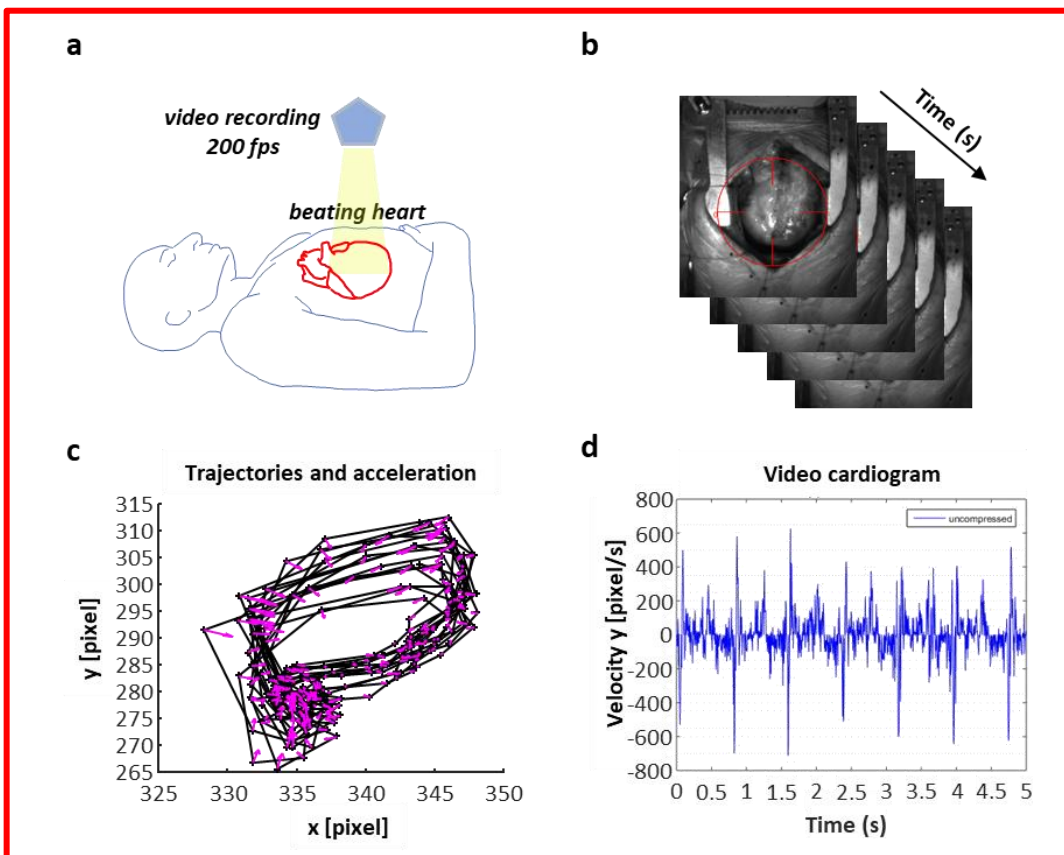 a
video recording
200 fps
beating heart
b
Time (s)
c
Trajectories and acceleration
315
310
305
300
295
290
285
280
275
270
265
325
330
335
340
345
350
y [pixel]
x [pixel]
d
Video cardiogram
800
600
400
200
0
-200
-400
-600
-800
uncompressed
0 0.5 1 1.5 2 2.5 3 3.5 4 4.5 5
Velocity y [pixel/s]
Time (s)